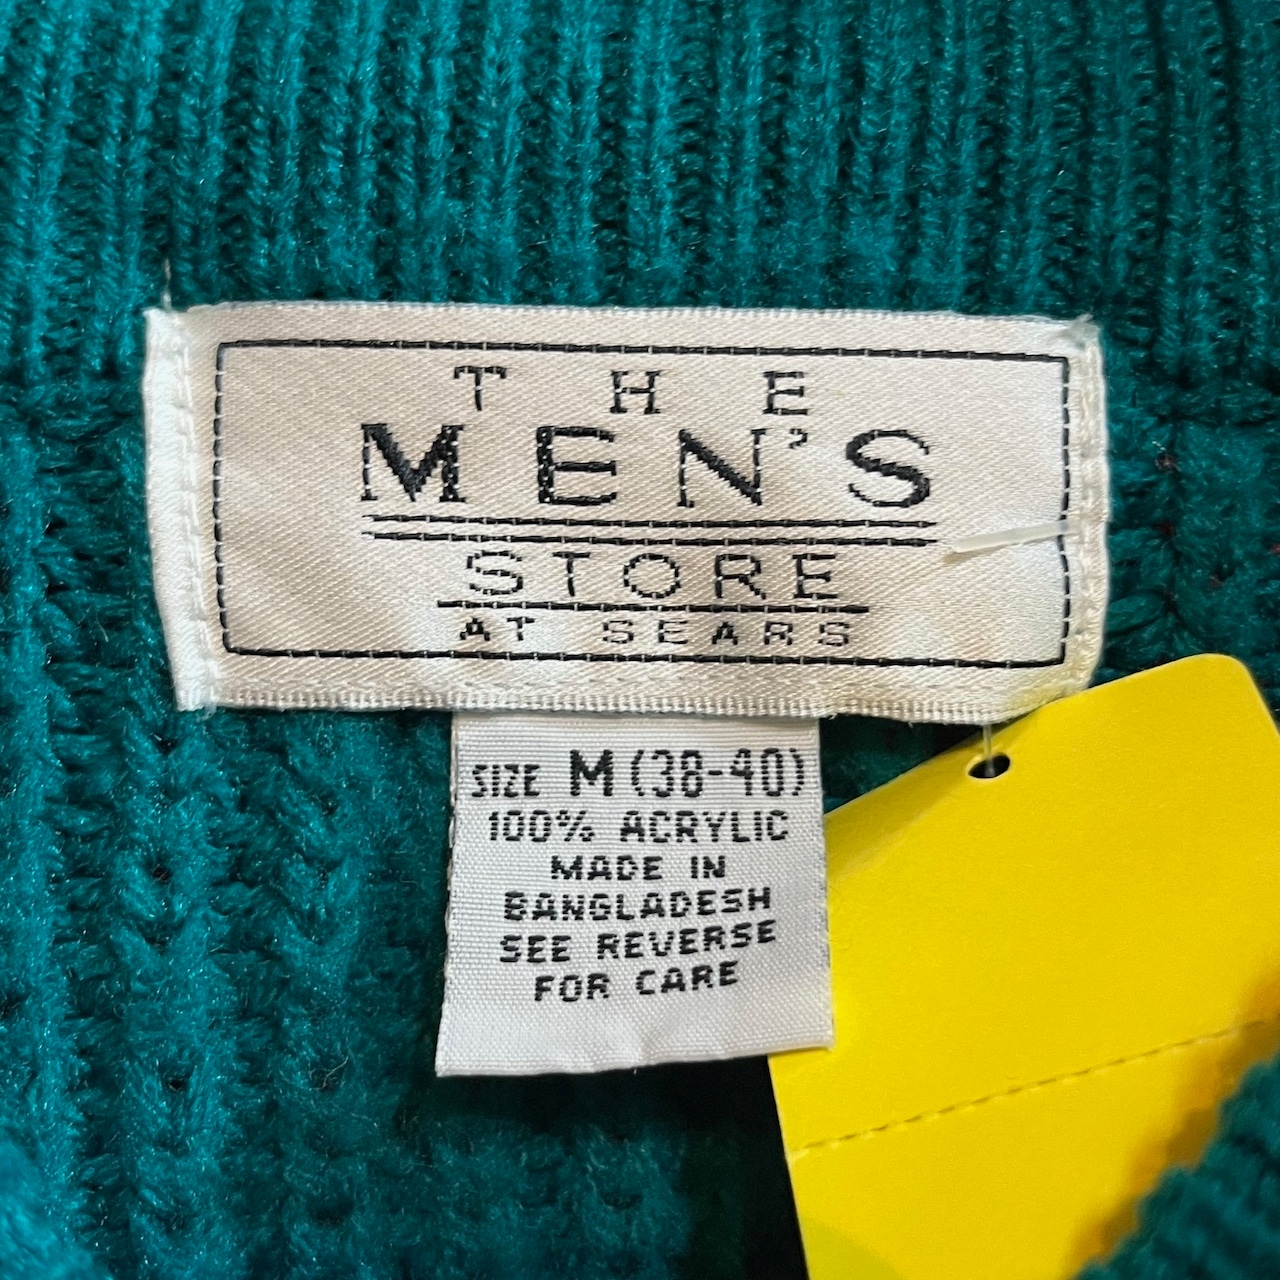 THE
MEN'S
STORE
AT SEARS
SIZE M (38-40)
100% ACRYLIC
MADE IN
BANGLADESH
SEE REVERSE
FOR CARE